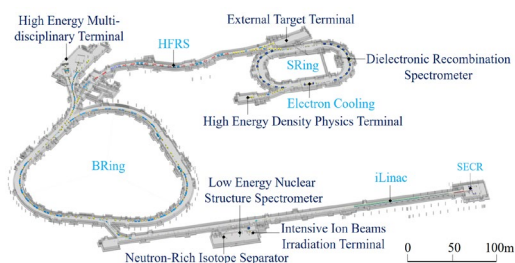 High Energy Multi-
disciplinary Terminal
External Target Terminal
HFRS
SRing
Dielectronic Recombination
Spectrometer
Electron Cooling
High Energy Density Physics Terminal
BRing
Low Energy Nuclear
Structure Spectrometer
iLinac
SECR
Intensive Ion Beams
Irradiation Terminal
Neutron-Rich Isotope Separator
0 50 100m